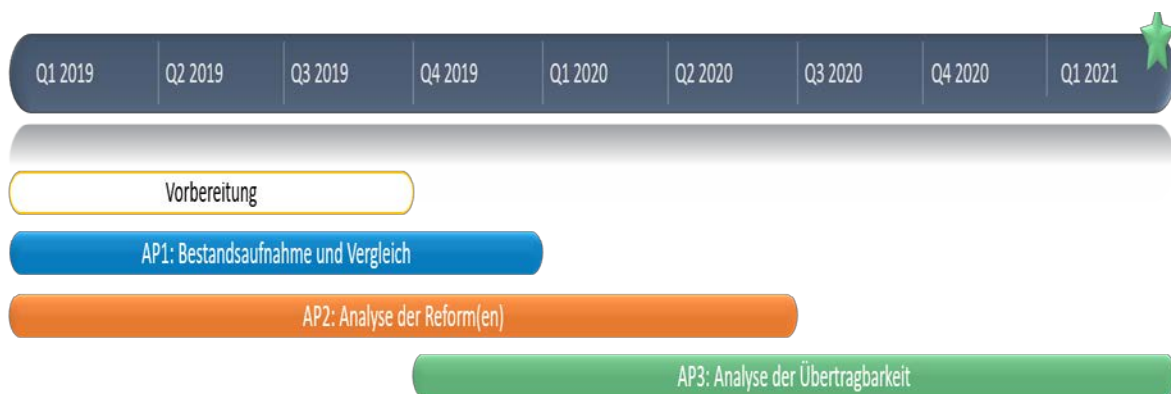 Q1 2019 Q2 2019 Q3 2019 Q4 2019 Q1 2020 Q2 2020 Q3 2020 Q4 2020 Q1 2021
Vorbereitung
AP1: Bestandsaufnahme und Vergleich
AP2: Analyse der Reform(en)
AP3: Analyse der Übertragbarkeit